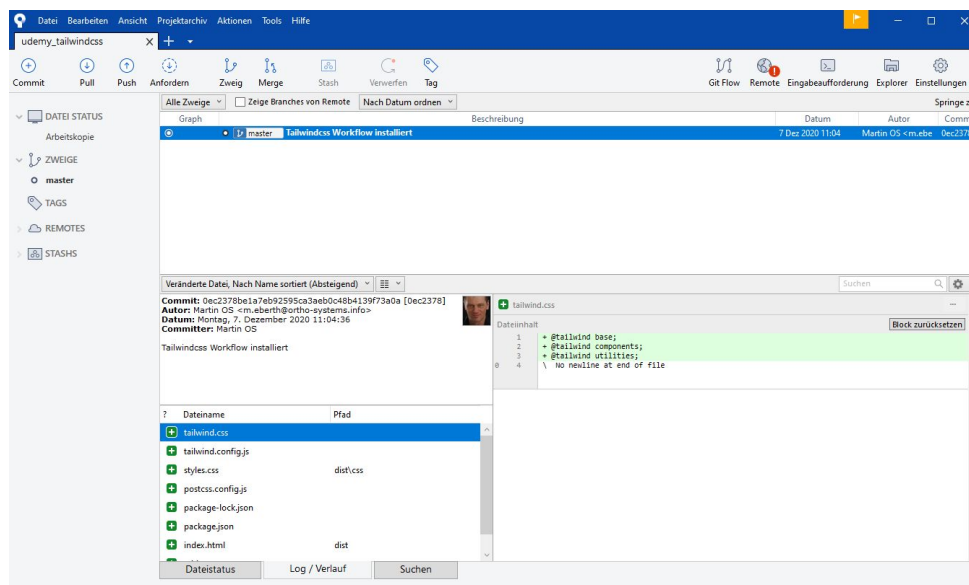 Datei Bearbeiten Ansicht Projektarchiv Aktionen Tools Hilfe
udemy_tailwindcss
Commit Pull Push Anfordern Zweig Merge Stash Verwerfen Tag Git Flow Remote Eingabeaufforderung Explorer Einstellungen
Alle Zweige Zeige Branches von Remote Nach Datum ordnen Springe z
Graph Beschreibung Datum Autor Comm
master Tailwindcss Workflow installiert 7 Dez 2020 11:04 Martin OS <m.ebe 0ec237
DATEI STATUS
Arbeitskopie
ZWEIGE
master
TAGS
REMOTES
STASHS
Veränderte Datei, Nach Name sortiert (Absteigend) Suchen
Commit: 0ec2378be1a7eb92595ca3aeb0c48b4139f73a0a [0ec2378]
Autor: Martin OS <m.eberth@ortho-systems.info>
Datum: Montag, 7. Dezember 2020 11:04:36
Committer: Martin OS
Tailwindcss Workflow installiert
tailwind.css
Dateiinhalt Block zurücksetzen
1 + @tailwind base;
2 + @tailwind components;
3 + @tailwind utilities;
4 \ No newline at end of file
? Dateiname Pfad
tailwind.css
tailwind.config.js
styles.css dist\css
postcss.config.js
package-lock.json
package.json
index.html dist
Dateistatus Log / Verlauf Suchen